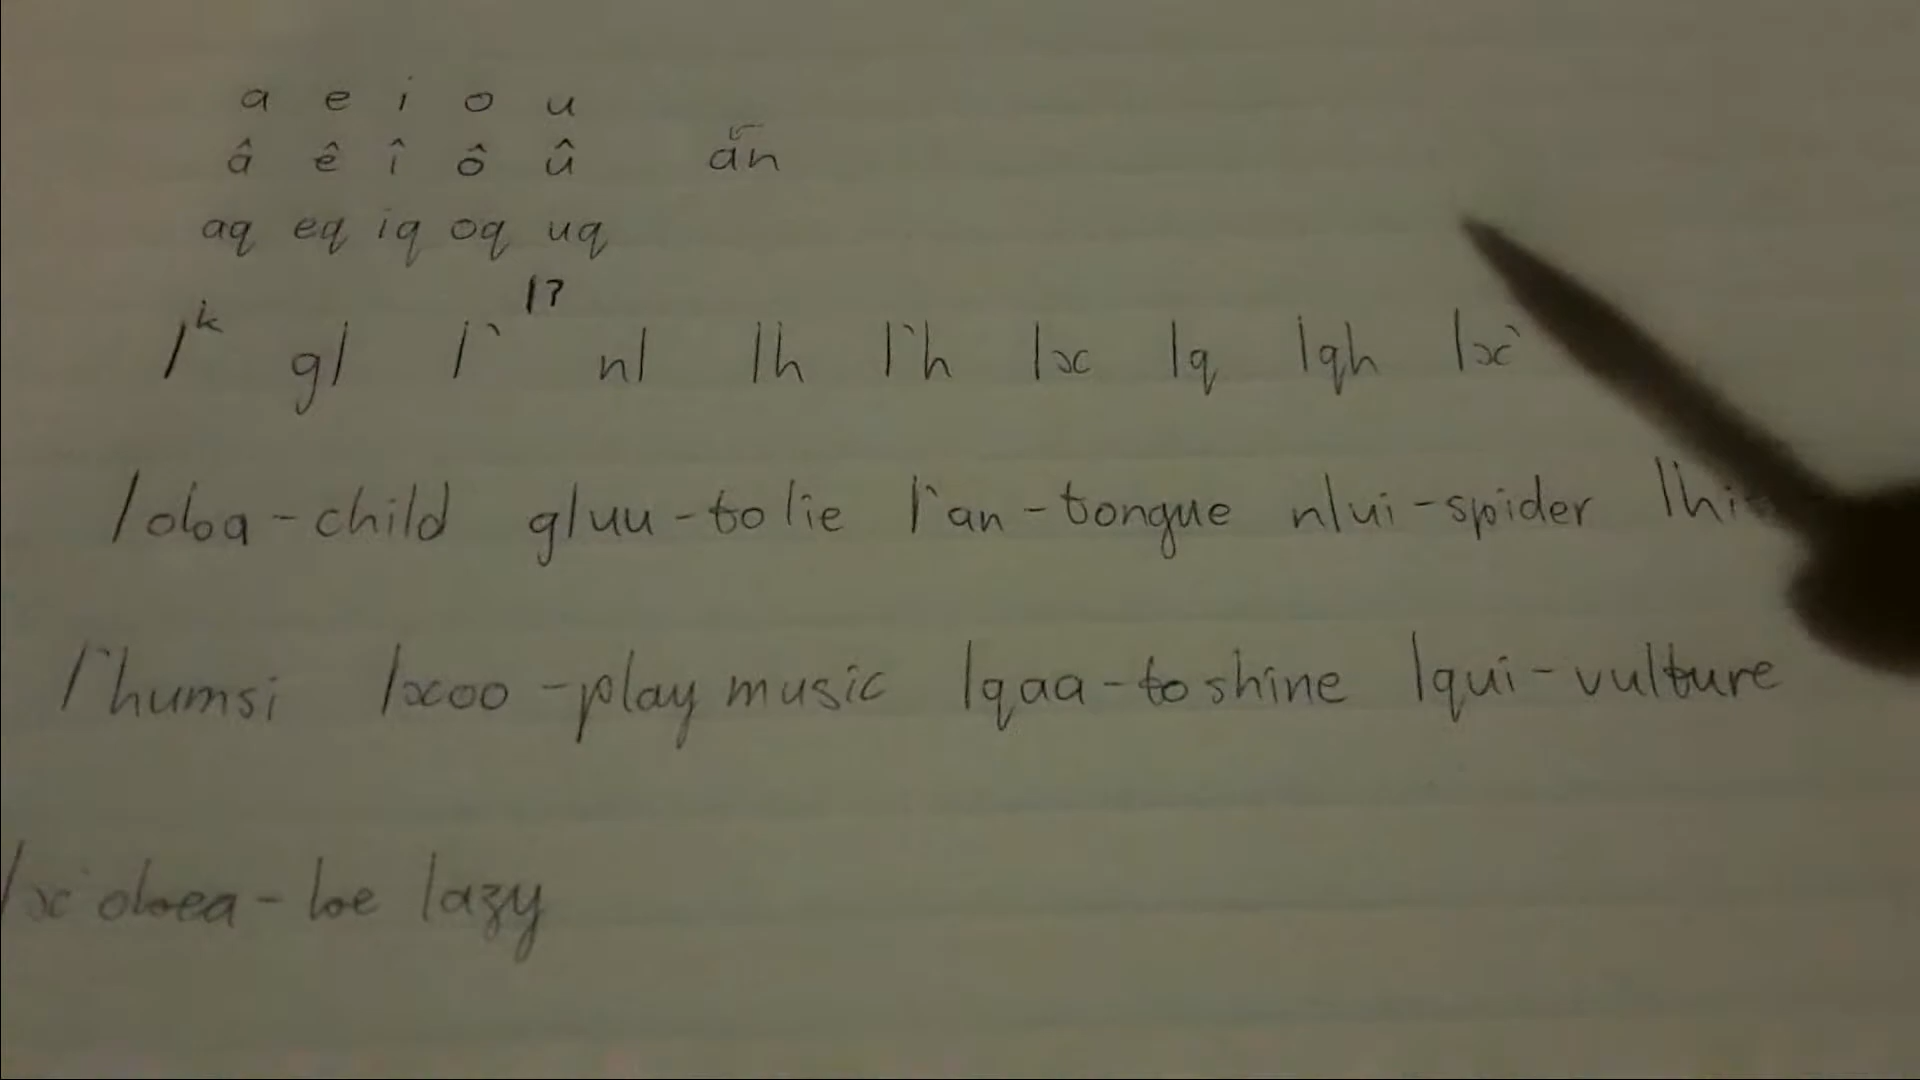 a e i o u
â ê î ô û a᷇n
aq eq iq oq uq
|ʔ
|ᵏ g| |` n| |h |`h |x |q |qh |x`
|oba - child g|uu - to lie |`an - tongue n|ui - spider
|`humsi |xoo - play music |qaa - to shine |qui - vulture
|x`obea - be lazy